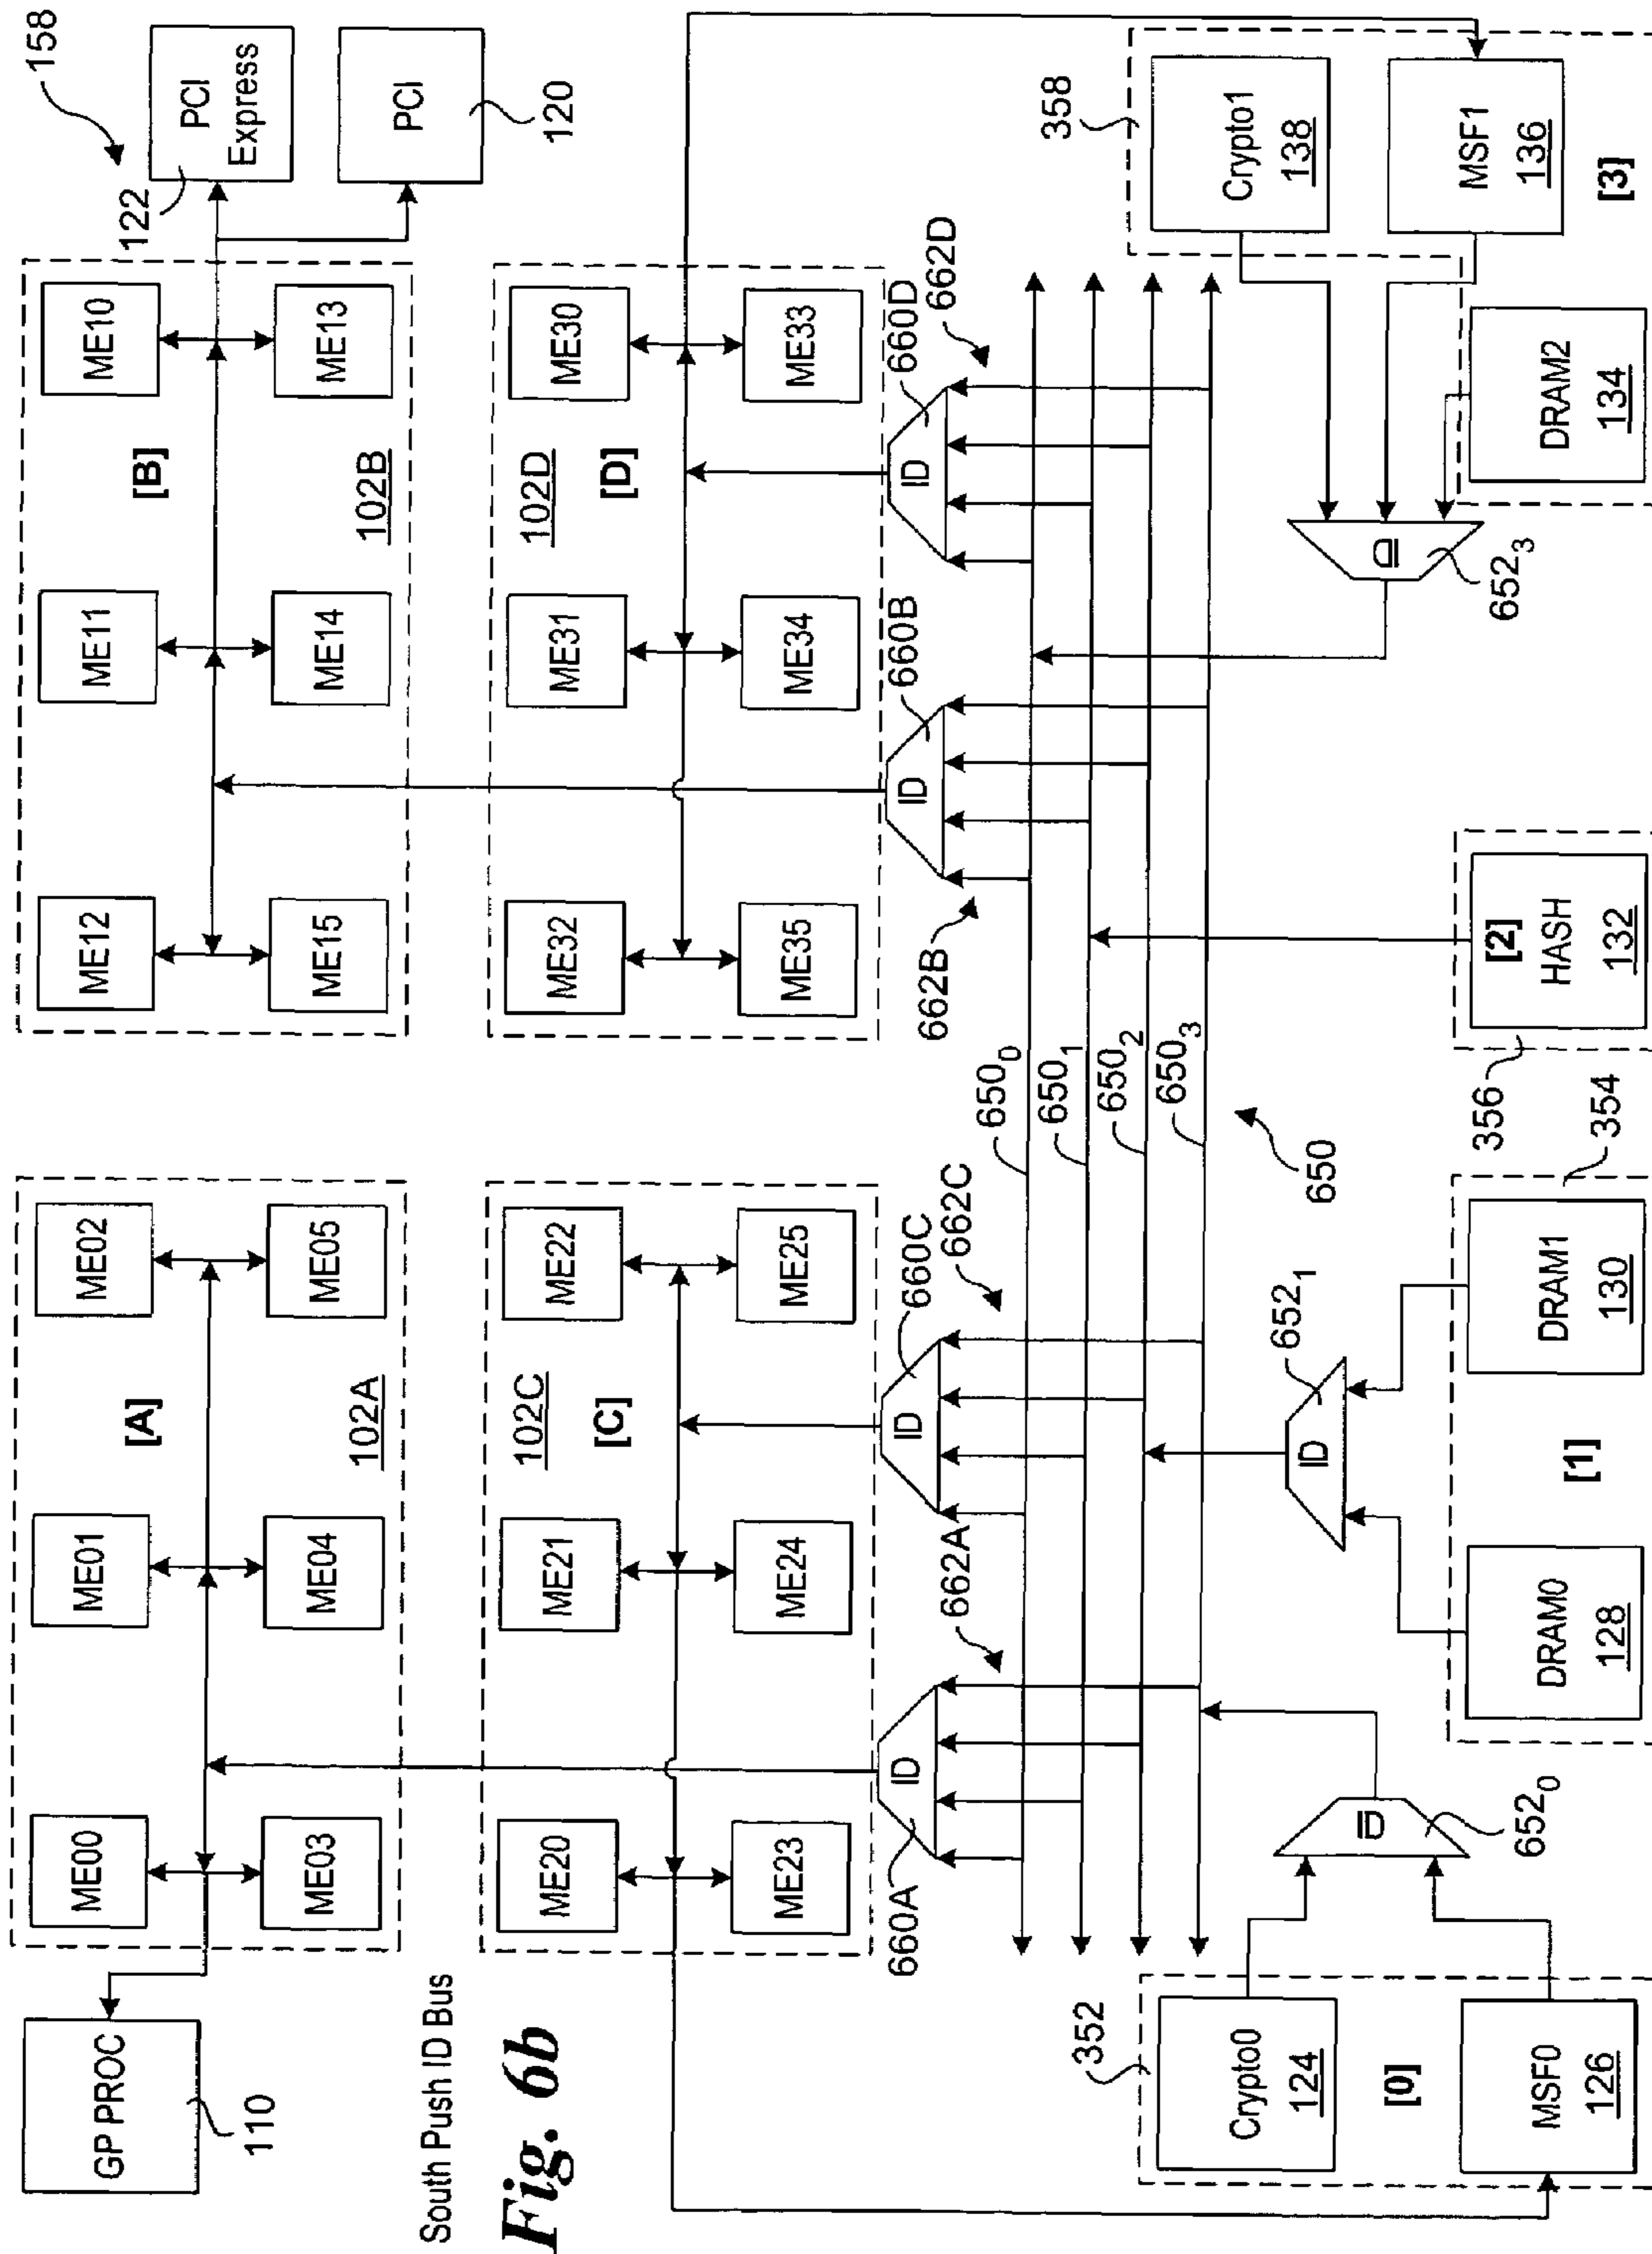 158
GP PROC
110
ME00
ME01
ME02
ME03
ME04
ME05
[A]
102A
ME12
ME11
ME10
ME15
ME14
ME13
[B]
102B
PCI
Express
122
PCI
120
South Push ID Bus
Fig. 6b
ME20
ME21
ME22
ME23
ME24
ME25
102C
[C]
ME32
ME31
ME30
ME35
ME34
ME33
102D
[D]
ID
660A
662A
ID
660C
662C
ID
660B
662B
ID
660D
662D
650₀
650₁
650₂
650₃
650
352
Crypto0
124
[0]
MSF0
126
ID
652₀
ID
652₁
DRAM0
128
[1]
DRAM1
130
354
356
[2]
HASH
132
ID
652₃
358
Crypto1
138
MSF1
136
[3]
DRAM2
134